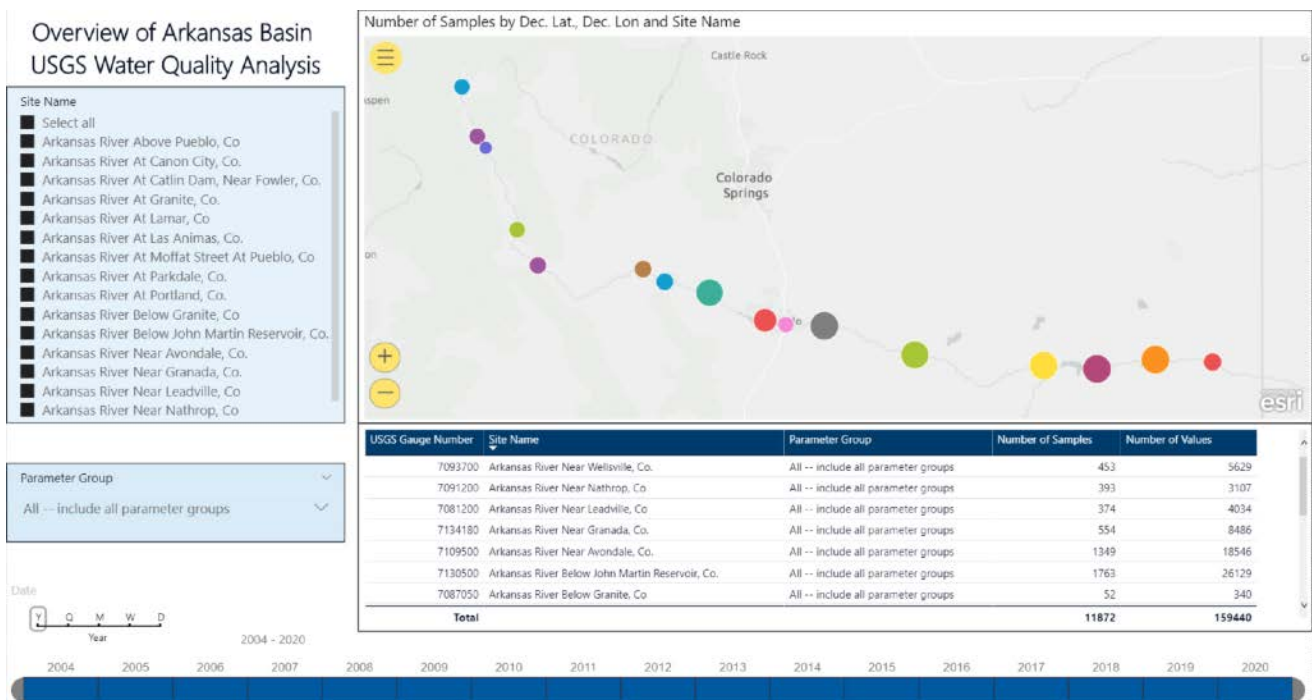 Overview of Arkansas Basin
USGS Water Quality Analysis
Site Name
Select all
Arkansas River Above Pueblo, Co
Arkansas River At Canon City, Co.
Arkansas River At Catlin Dam, Near Fowler, Co.
Arkansas River At Granite, Co.
Arkansas River At Lamar, Co
Arkansas River At Las Animas, Co.
Arkansas River At Moffat Street At Pueblo, Co
Arkansas River At Parkdale, Co.
Arkansas River At Portland, Co.
Arkansas River Below Granite, Co
Arkansas River Below John Martin Reservoir, Co.
Arkansas River Near Avondale, Co.
Arkansas River Near Granada, Co.
Arkansas River Near Leadville, Co
Arkansas River Near Nathrop, Co
Parameter Group
All -- include all parameter groups
Number of Samples by Dec. Lat., Dec. Lon and Site Name
Castle Rock
COLORADO
Colorado
Springs
esri
USGS Gauge Number Site Name Parameter Group Number of Samples Number of Values
7093700 Arkansas River Near Wellsville, Co. All -- include all parameter groups 453 5629
7091200 Arkansas River Near Nathrop, Co All -- include all parameter groups 393 3107
7081200 Arkansas River Near Leadville, Co All -- include all parameter groups 374 4034
7134180 Arkansas River Near Granada, Co. All -- include all parameter groups 554 8486
7109500 Arkansas River Near Avondale, Co. All -- include all parameter groups 1349 18546
7130500 Arkansas River Below John Martin Reservoir, Co. All -- include all parameter groups 1763 26129
7087050 Arkansas River Below Granite, Co All -- include all parameter groups 52 340
Total 11872 159440
Date
Y Q M W D
Year
2004 - 2020
2004 2005 2006 2007 2008 2009 2010 2011 2012 2013 2014 2015 2016 2017 2018 2019 2020